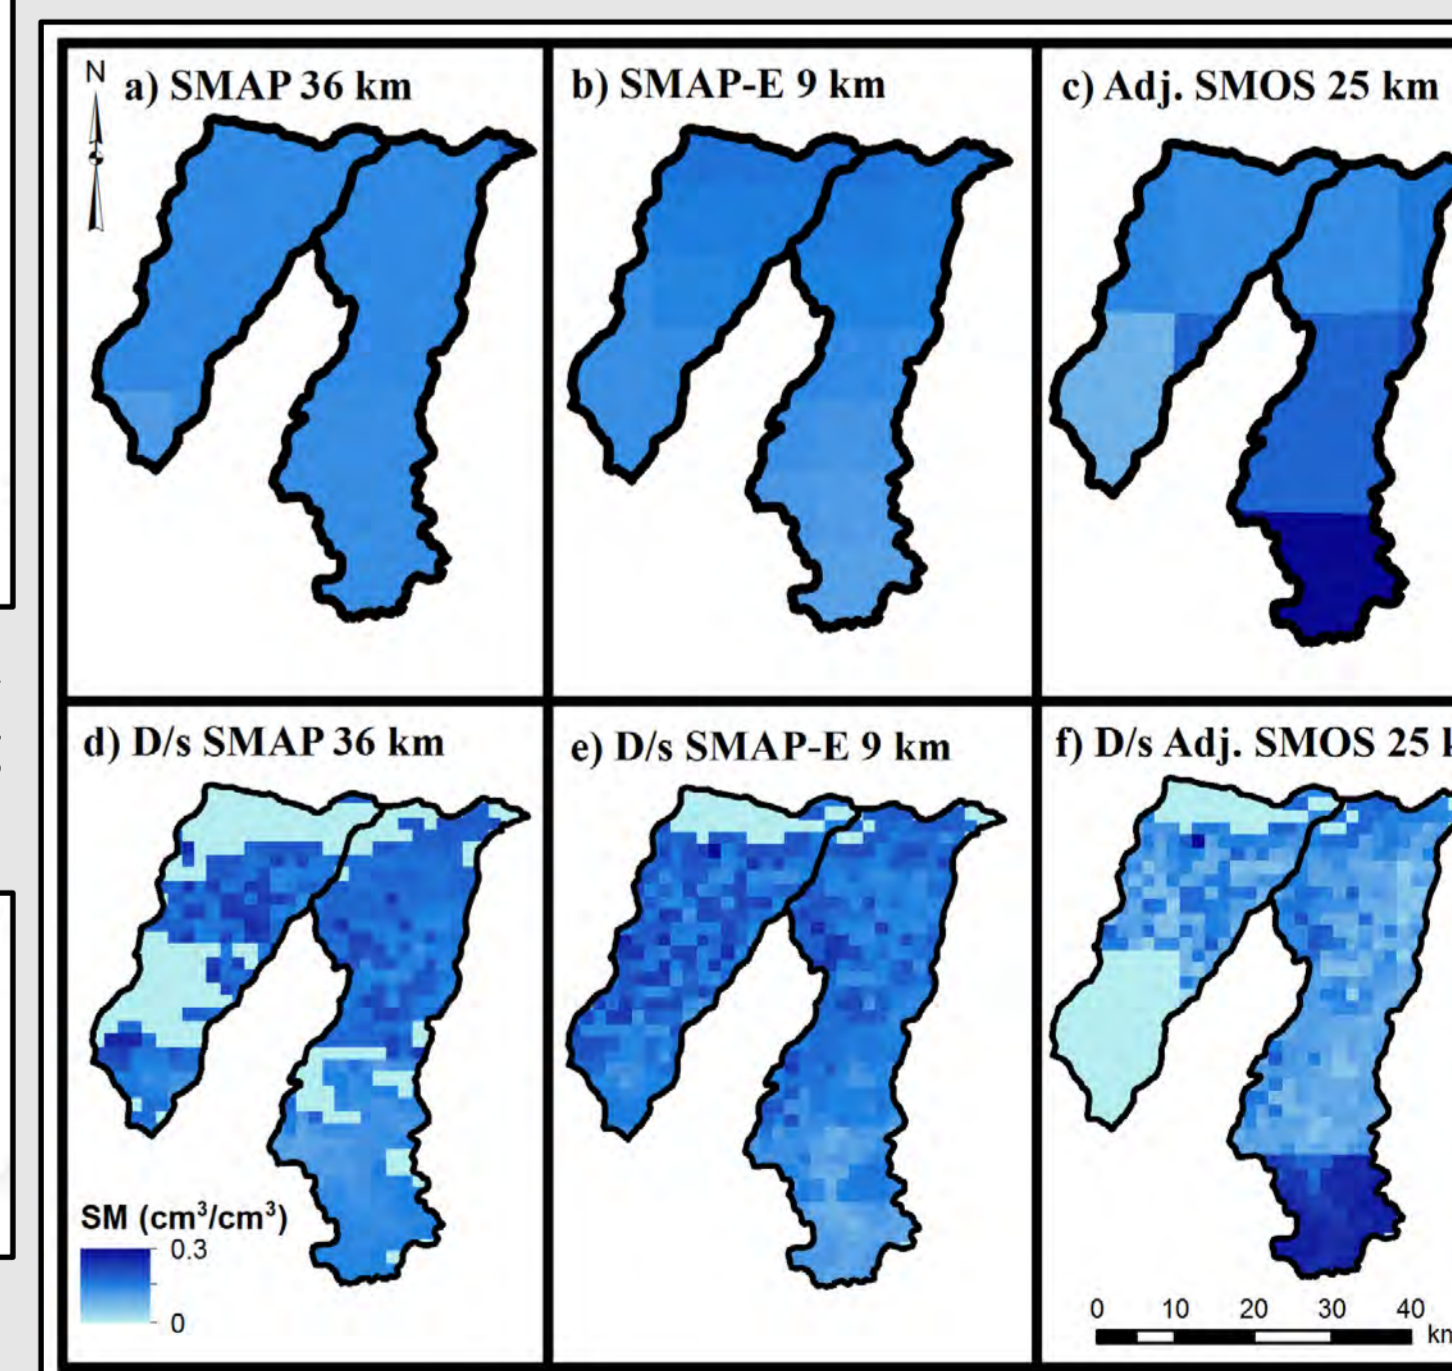 N
a) SMAP 36 km
b) SMAP-E 9 km
c) Adj. SMOS 25 km
d) D/s SMAP 36 km
e) D/s SMAP-E 9 km
f) D/s Adj. SMOS 25
SM (cm³/cm³)
0.3
0
0 10 20 30 40
km